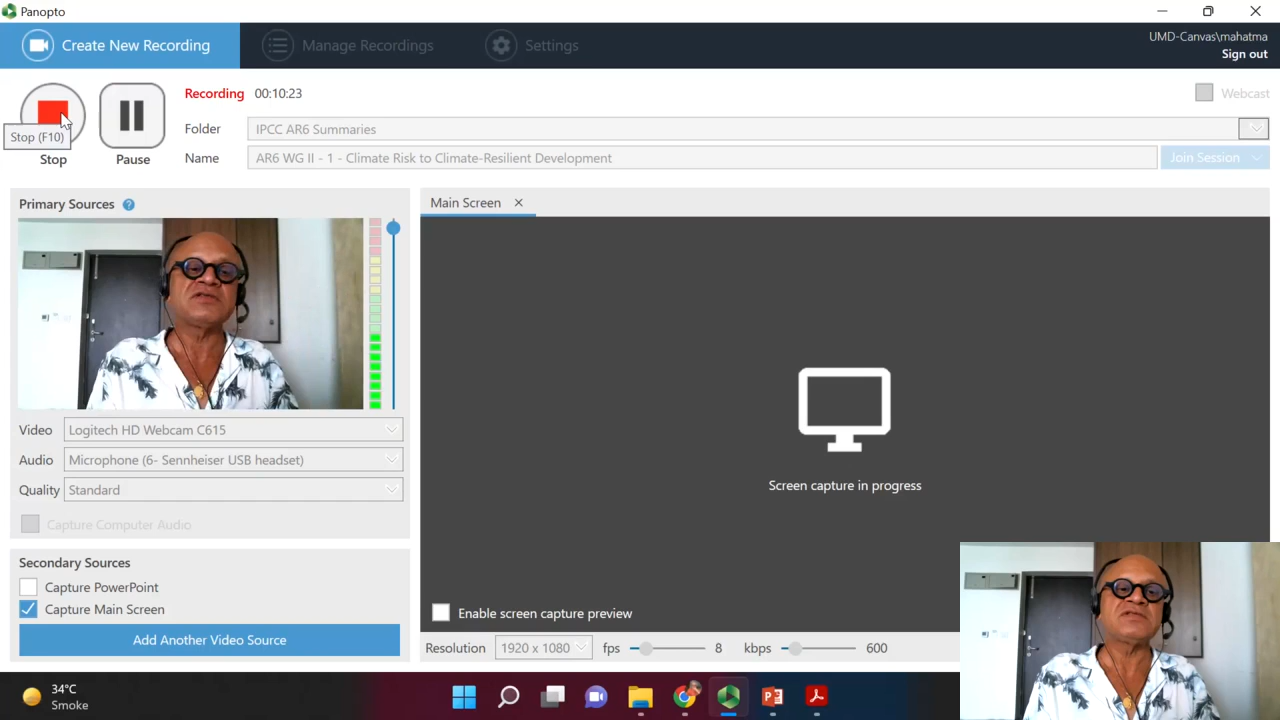 Panopto
Create New Recording
Manage Recordings
Settings
UMD-Canvas\mahatma
Sign out
Recording 00:10:23
Webcast
Folder IPCC AR6 Summaries
Stop (F10)
Stop
Pause
Name AR6 WG II - 1 - Climate Risk to Climate-Resilient Development
Join Session
Primary Sources ?
Main Screen
Video Logitech HD Webcam C615
Audio Microphone (6- Sennheiser USB headset)
Quality Standard
Capture Computer Audio
Screen capture in progress
Secondary Sources
Capture PowerPoint
Capture Main Screen
Add Another Video Source
Enable screen capture preview
Resolution 1920 x 1080 fps 8 kbps 600
34°C
Smoke